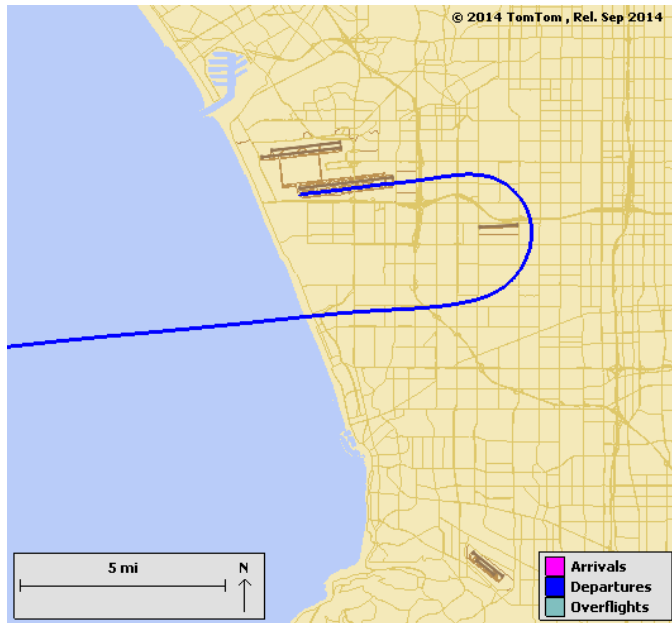 © 2014 TomTom , Rel. Sep 2014
5 mi
N
Arrivals
Departures
Overflights